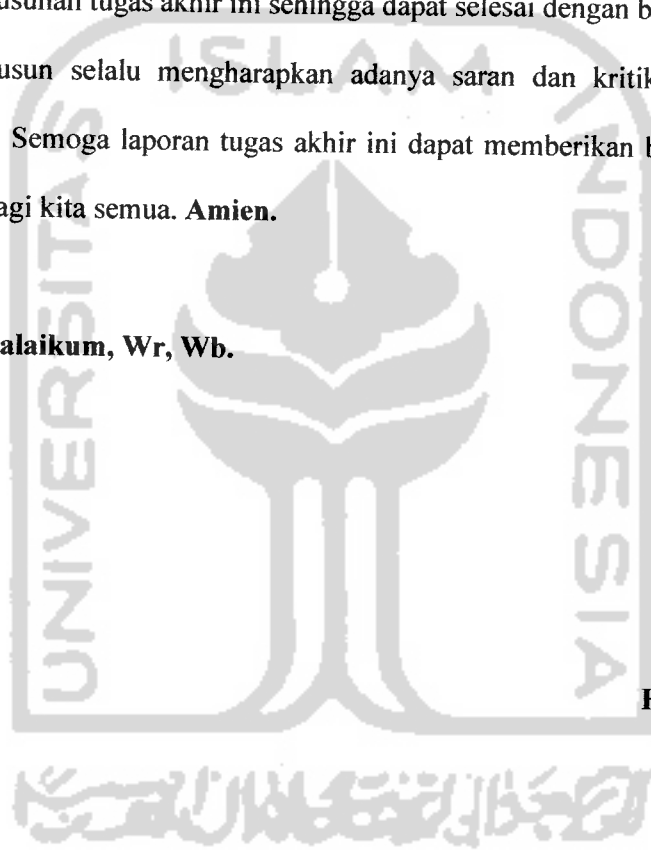 usunan tugas akhir ini sehingga dapat selesai dengan b
usun selalu mengharapkan adanya saran dan kritik
Semoga laporan tugas akhir ini dapat memberikan b
agi kita semua. Amien.
alaikum, Wr, Wb.
ISLAM
UNIVERSITAS
INDONESIA